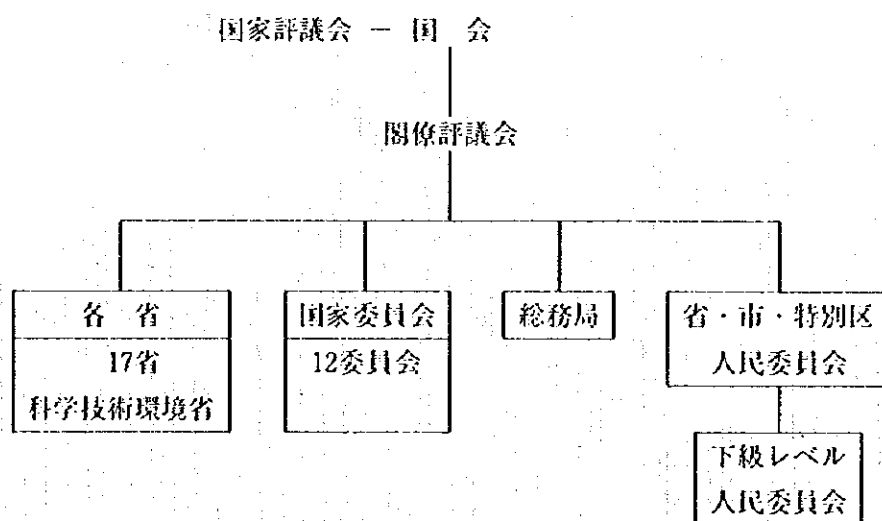 国家評議会 － 国　会
閣僚評議会
各　省
17省
科学技術環境省
国家委員会
12委員会
総務局
省・市・特別区
人民委員会
下級レベル
人民委員会